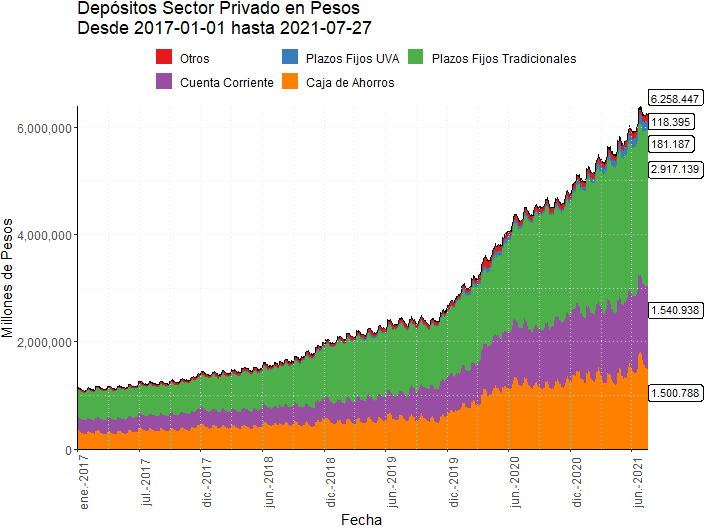 Depósitos Sector Privado en Pesos
Desde 2017-01-01 hasta 2021-07-27
Otros
Plazos Fijos UVA
Plazos Fijos Tradicionales
Cuenta Corriente
Caja de Ahorros
6.258.447
118.395
181.187
2.917.139
1.540.938
1.500.788
Millones de Pesos
6,000,000
4,000,000
2,000,000
0
ene.-2017
jul.-2017
dic.-2017
jun.-2018
dic.-2018
jun.-2019
dic.-2019
jun.-2020
dic.-2020
jun.-2021
Fecha